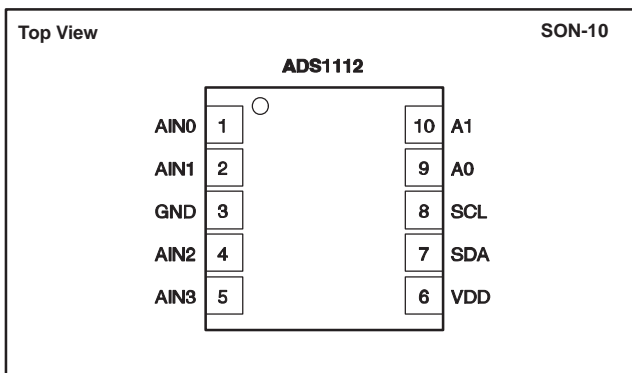 Top View SON-10
ADS1112
AIN0 1 10 A1
AIN1 2 9 A0
GND 3 8 SCL
AIN2 4 7 SDA
AIN3 5 6 VDD